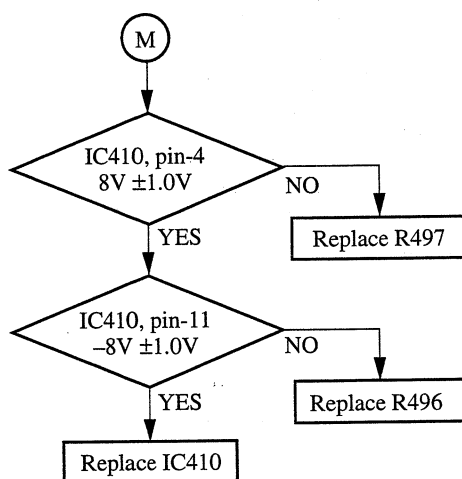 M
IC410, pin-4
8V ±1.0V
NO
YES
Replace R497
IC410, pin-11
–8V ±1.0V
NO
YES
Replace R496
Replace IC410